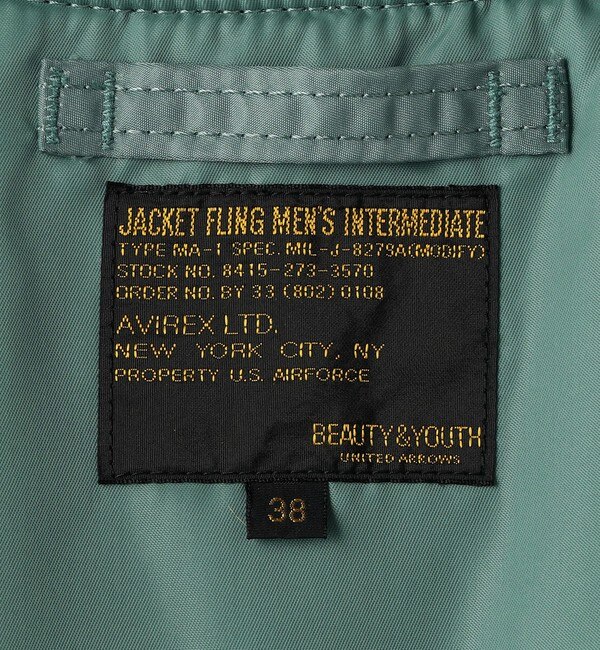 JACKET FLING MEN'S INTERMEDIATE
TYPE MA-1 SPEC. MIL-J-8279A(MODIFY)
STOCK NO. 8415-273-3570
ORDER NO. BY 33 (802) 0108
AVIREX LTD.
NEW YORK CITY, NY
PROPERTY U.S. AIRFORCE
BEAUTY&YOUTH
UNITED ARROWS
38